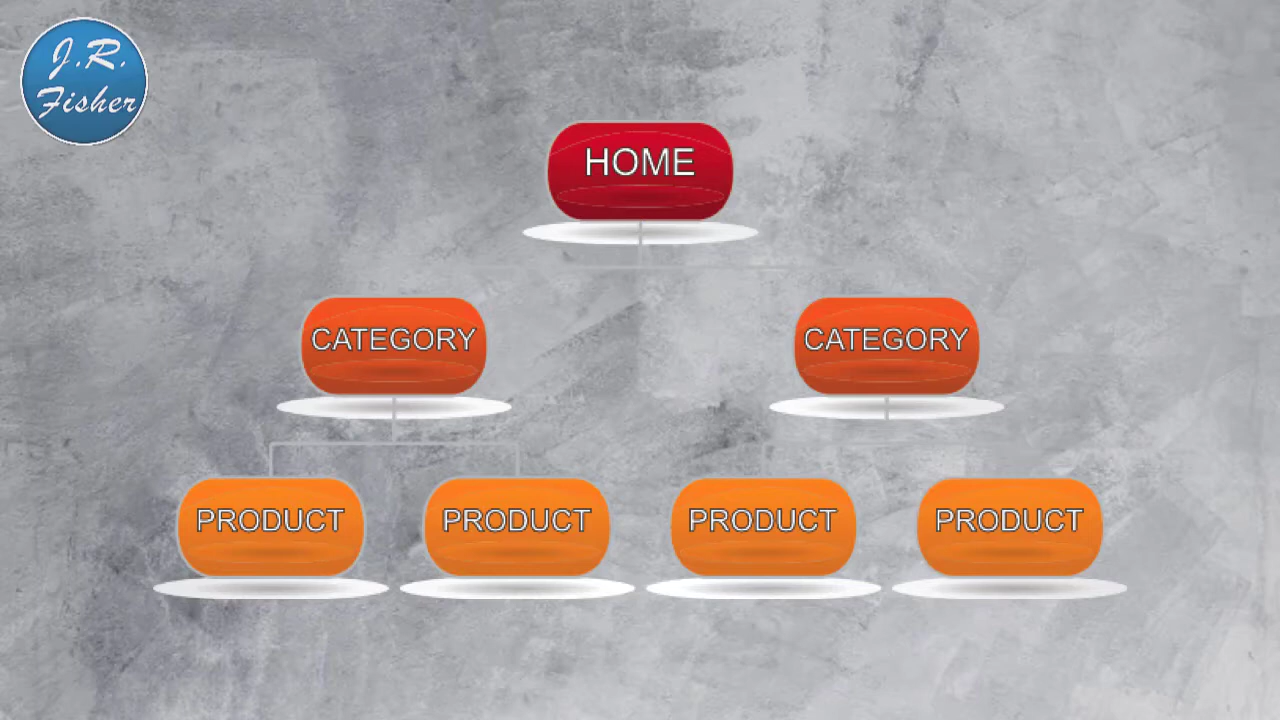 J.R.
Fisher
HOME
CATEGORY CATEGORY
PRODUCT PRODUCT PRODUCT PRODUCT